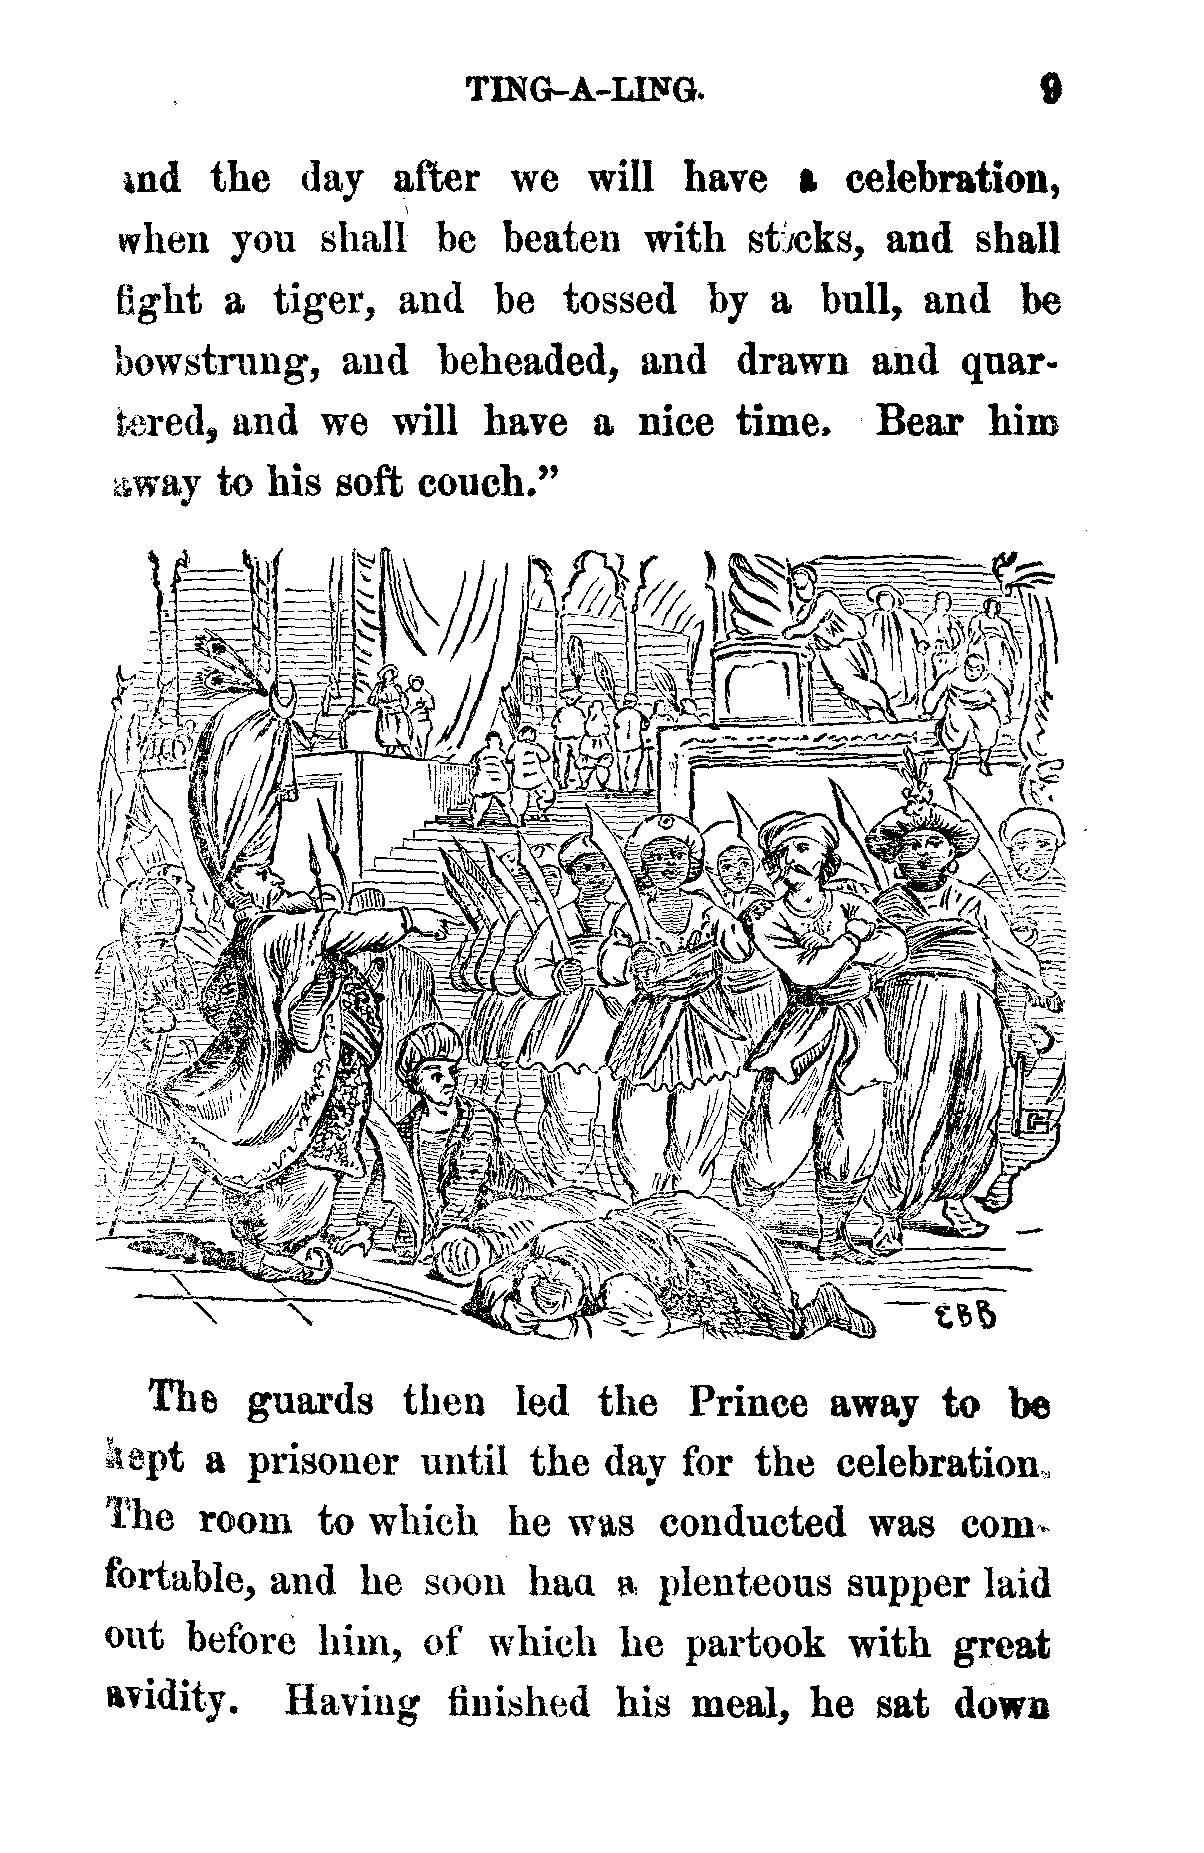 TING-A-LING. 9
and the day after we will have a celebration,
when you shall be beaten with sticks, and shall
fight a tiger, and be tossed by a bull, and be
bowstrung, and beheaded, and drawn and quar-
tered, and we will have a nice time. Bear him
away to his soft couch."
EBB
The guards then led the Prince away to be
kept a prisoner until the day for the celebration.
The room to which he was conducted was com-
fortable, and he soon had a plenteous supper laid
out before him, of which he partook with great
avidity. Having finished his meal, he sat down